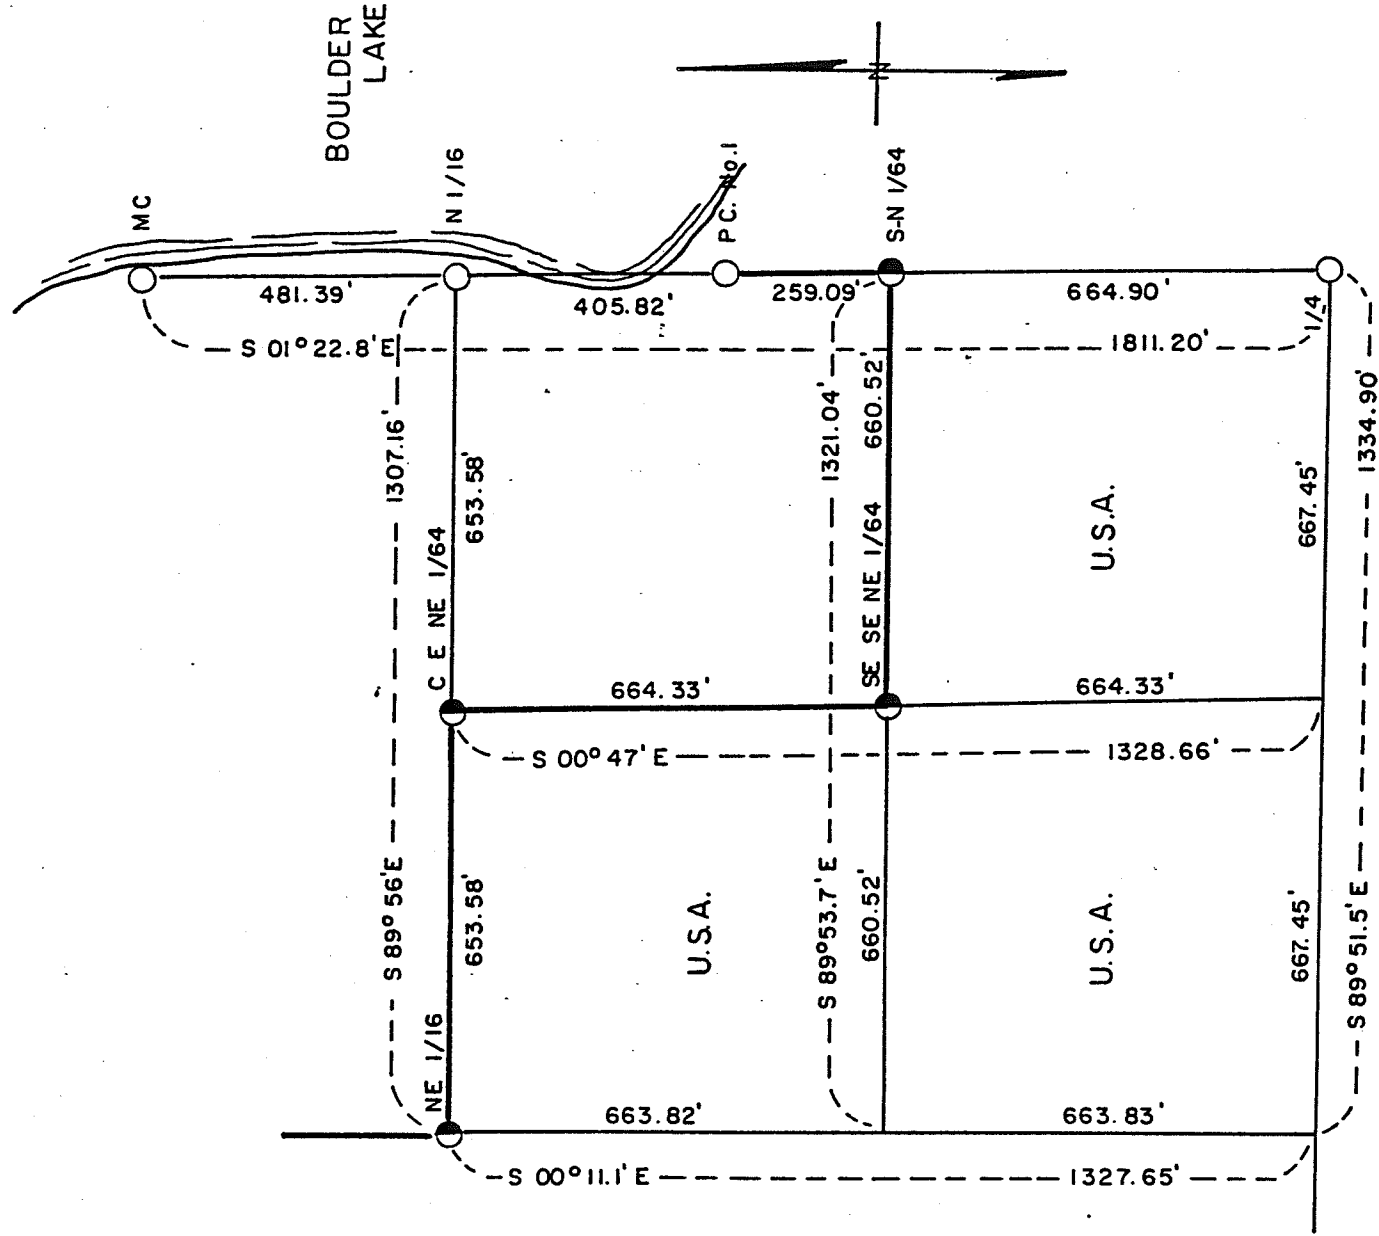 BOULDER
LAKE
N
MC
N 1/16
P.C. No.1
S-N 1/64
481.39'
405.82'
259.09'
664.90'
1/4
S 01°22.8'E
1811.20'
1307.16'
653.58'
1321.04'
660.52'
667.45'
1334.90'
C E NE 1/64
SE SE NE 1/64
U.S.A.
664.33'
664.33'
S 00°47'E
1328.66'
S 89°56'E
653.58'
U.S.A.
S 89°53.7'E
660.52'
U.S.A.
667.45'
S 89°51.5'E
NE 1/16
663.82'
663.83'
S 00°11.1'E
1327.65'